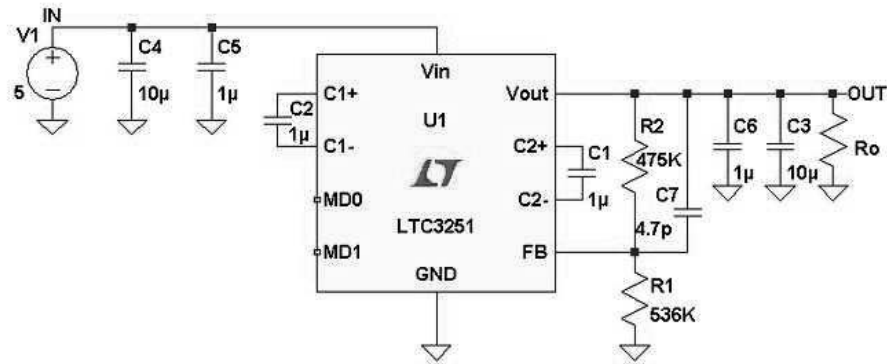 IN
V1
5
C4
10µ
C5
1µ
C2
1µ
Vin
C1+
C1-
MD0
MD1
U1
LTC3251
GND
Vout
C2+
C2-
FB
C1
1µ
R2
475K
C7
4.7p
R1
536K
C6
1µ
C3
10µ
Ro
OUT